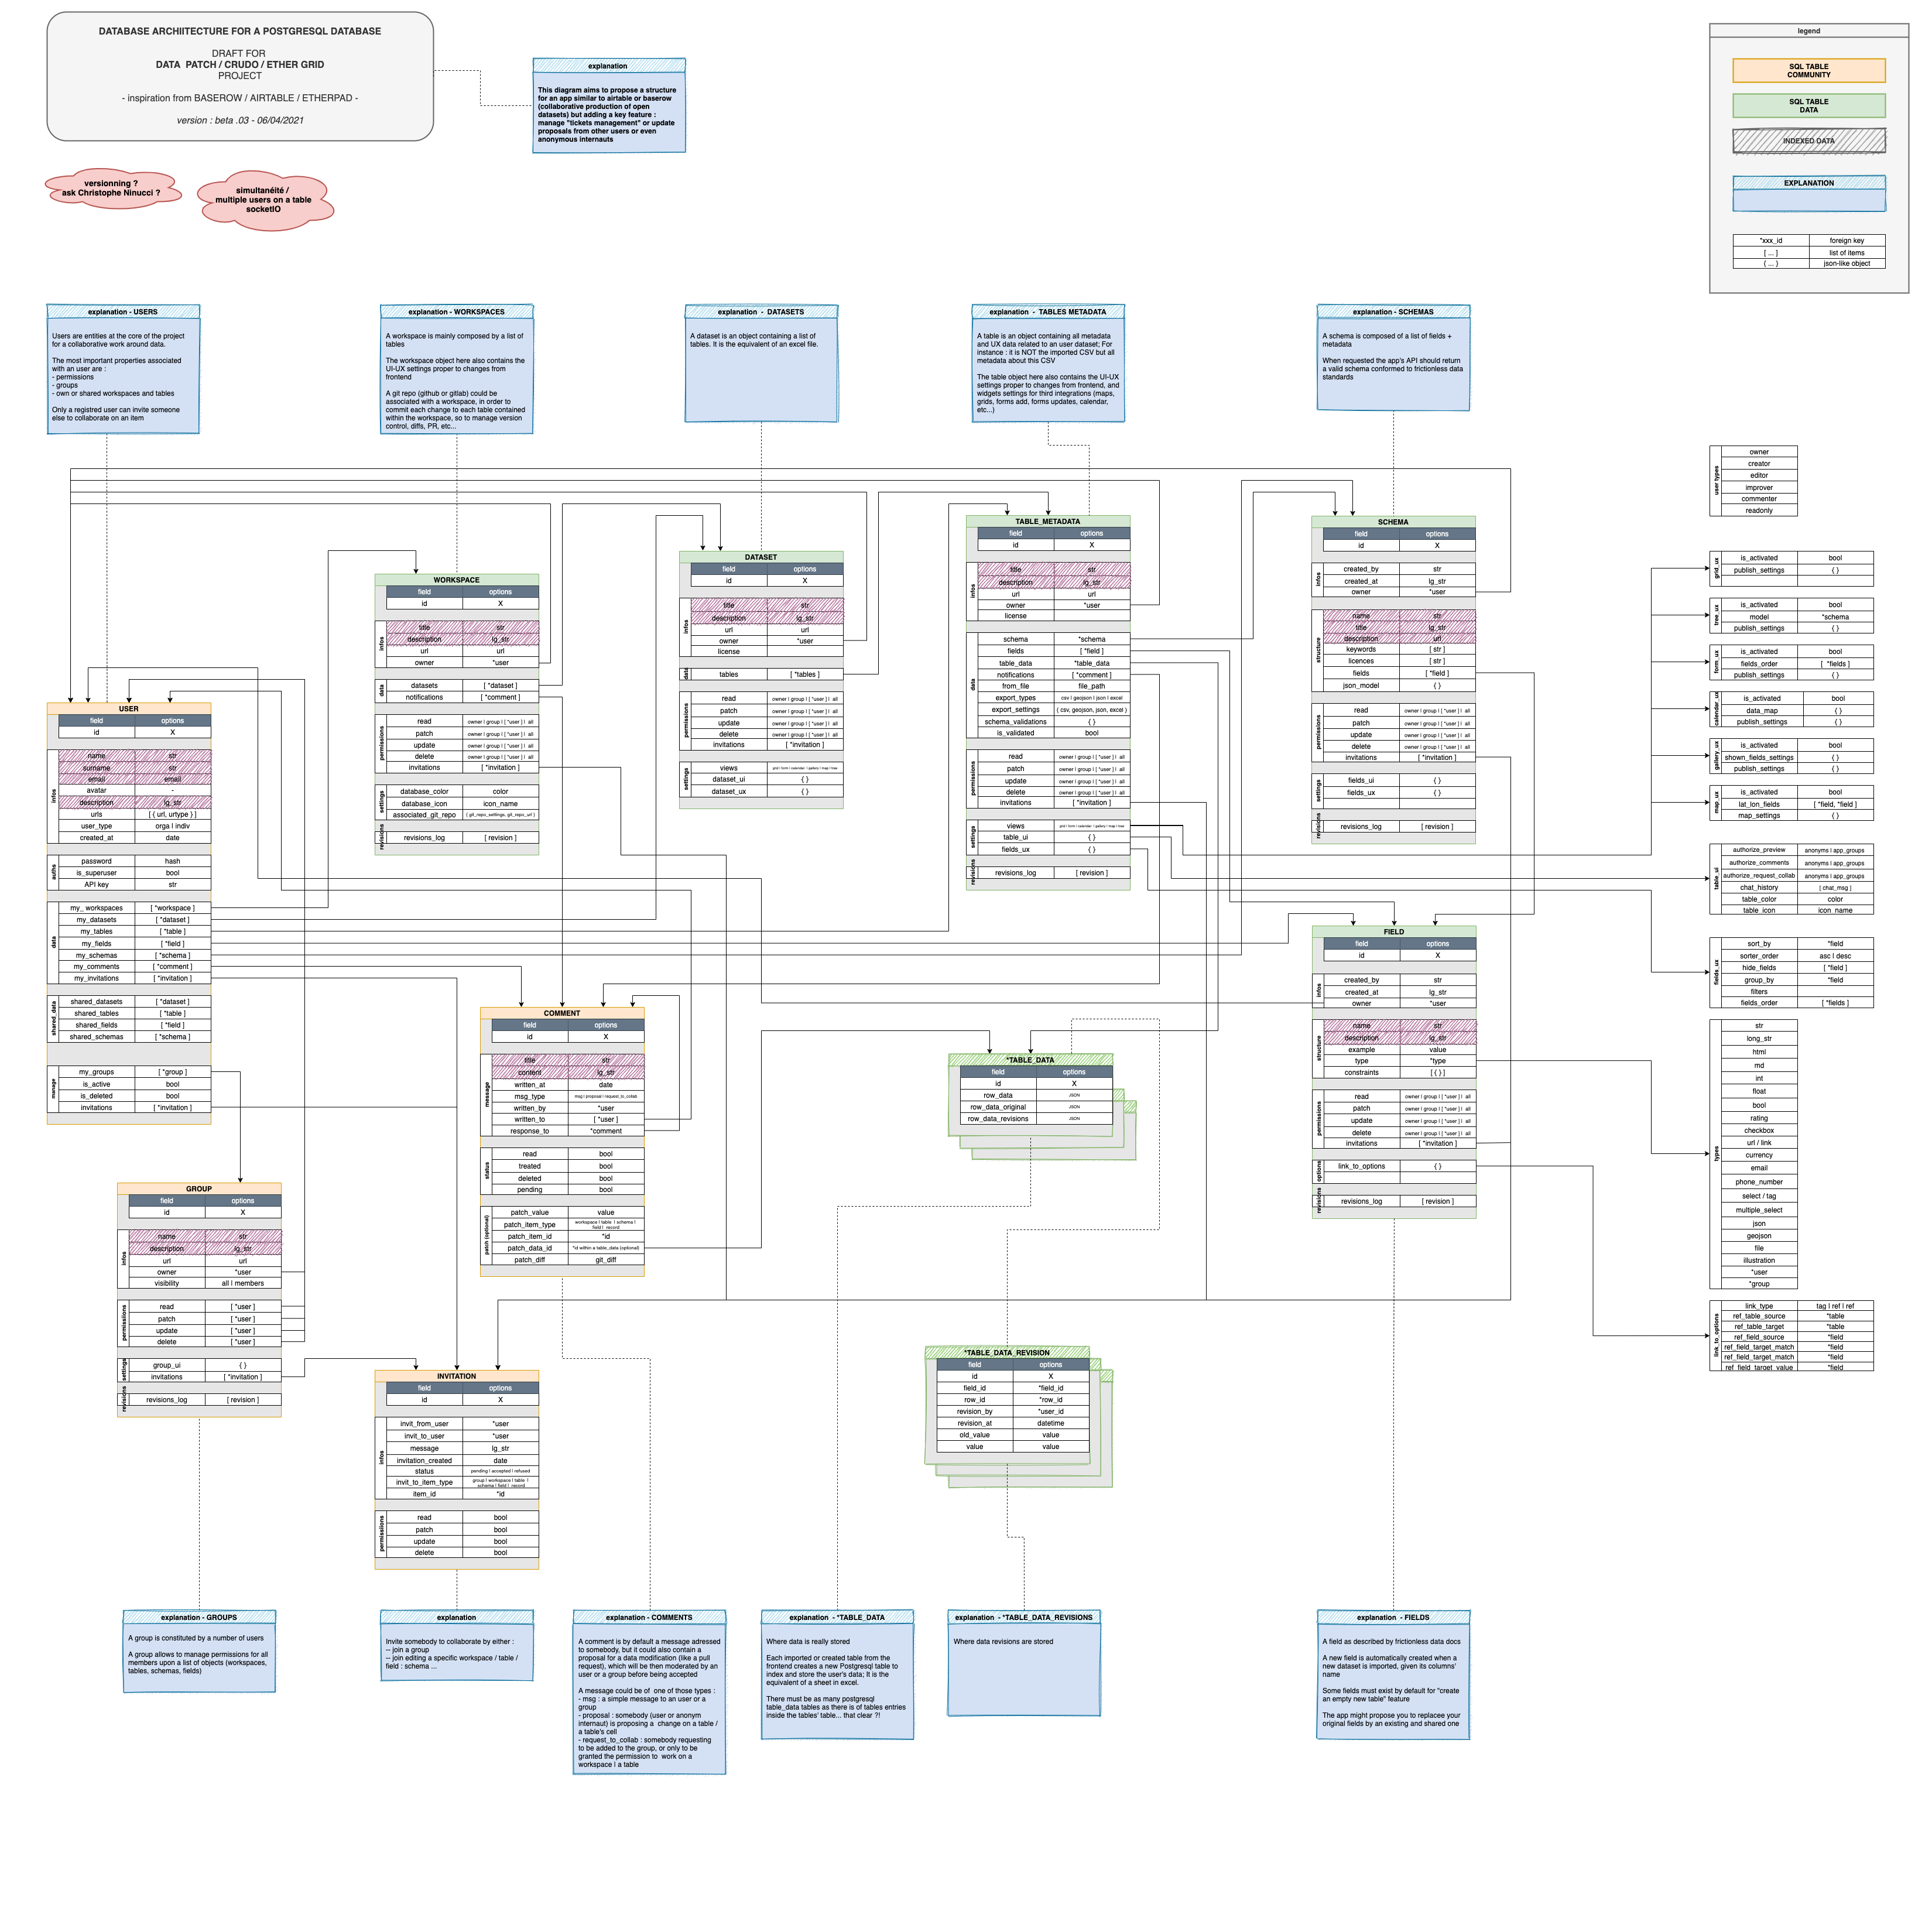 DATABASE ARCHIITECTURE FOR A POSTGRESQL DATABASE
DRAFT FOR
DATA PATCH / CRUDO / ETHER GRID
PROJECT
- inspiration from BASEROW / AIRTABLE / ETHERPAD -
version : beta .03 - 06/04/2021
explanation
This diagram aims to propose a structure
for an app similar to airtable or baserow
(collaborative production of open
datasets) but adding a key feature :
manage "tickets management" or update
proposals from other users or even
anonymous internauts
legend
SQL TABLE
COMMUNITY
SQL TABLE
DATA
INDEXED DATA
EXPLANATION
*xxx_id foreign key
[ ... ] list of items
{ ... } json-like object
versionning ?
ask Christophe Ninucci ?
simultanéité /
multiple users on a table
socketIO
explanation - USERS
Users are entities at the core of the project
for a collaborative work around data.
The most important properties associated
with an user are :
- permissions
- groups
- own or shared workspaces and tables
Only a registred user can invite someone
else to collaborate on an item
explanation - WORKSPACES
A workspace is mainly composed by a list of
tables
The workspace object here also contains the
UI-UX settings proper to changes from
frontend
A git repo (github or gitlab) could be
associated with a workspace, in order to
commit each change to each table contained
within the workspace, so to manage version
control, diffs, PR, etc...
explanation - DATASETS
A dataset is an object containing a list of
tables. It is the equivalent of an excel file.
explanation - TABLES METADATA
A table is an object containing all metadata
and UX data related to an user dataset; For
instance : it is NOT the imported CSV but all
metadata about this CSV
The table object here also contains the UI-UX
settings proper to changes from frontend, and
widgets settings for third integrations (maps,
grids, forms add, forms updates, calendar,
etc...)
explanation - SCHEMAS
A schema is composed of a list of fields +
metadata
When requested the app's API should return
a valid schema conformed to frictionless data
standards
USER
field options
id X
infos
name str
surname str
email email
avatar -
description lg_str
urls [ { url, urtype } ]
user_type orga l indiv
created_at date
auths
password hash
is_superuser bool
API key str
data
my_ workspaces [ *workspace ]
my_datasets [ *dataset ]
my_tables [ *table ]
my_fields [ *field ]
my_schemas [ *schema ]
my_comments [ *comment ]
my_invitations [ *invitation ]
shared_data
shared_datasets [ *dataset ]
shared_tables [ *table ]
shared_fields [ *field ]
shared_schemas [ *schema ]
manage
my_groups [ *group ]
is_active bool
is_deleted bool
invitations [ *invitation ]
WORKSPACE
field options
id X
infos
title str
description lg_str
url url
owner *user
data
datasets [ *dataset ]
notifications [ *comment ]
permissions
read owner l group l [ *user ] l all
patch owner l group l [ *user ] l all
update owner l group l [ *user ] l all
delete owner l group l [ *user ] l all
invitations [ *invitation ]
settings
database_color color
database_icon icon_name
associated_git_repo { git_repo_settings, git_repo_url }
revisions
revisions_log [ revision ]
DATASET
field options
id X
infos
title str
description lg_str
url url
owner *user
license
data
tables [ *tables ]
permissions
read owner l group l [ *user ] l all
patch owner l group l [ *user ] l all
update owner l group l [ *user ] l all
delete owner l group l [ *user ] l all
invitations [ *invitation ]
settings
views grid l form l calendar l gallery l map l tree
dataset_ui { }
dataset_ux { }
TABLE_METADATA
field options
id X
infos
title str
description lg_str
url url
owner *user
license
data
schema *schema
fields [ *field ]
table_data *table_data
notifications [ *comment ]
from_file file_path
export_types csv l geojson l json l excel
export_settings { csv, geojson, json, excel }
schema_validations { }
is_validated bool
permissions
read owner l group l [ *user ] l all
patch owner l group l [ *user ] l all
update owner l group l [ *user ] l all
delete owner l group l [ *user ] l all
invitations [ *invitation ]
settings
views grid l form l calendar l gallery l map l tree
table_ui { }
fields_ux { }
revisions
revisions_log [ revision ]
SCHEMA
field options
id X
infos
created_by str
created_at lg_str
owner *user
structure
name str
title lg_str
description url
keywords [ str ]
licences [ str ]
fields [ *field ]
json_model { }
permissions
read owner l group l [ *user ] l all
patch owner l group l [ *user ] l all
update owner l group l [ *user ] l all
delete owner l group l [ *user ] l all
invitations [ *invitation ]
settings
fields_ui { }
fields_ux { }
revisions
revisions_log [ revision ]
user types
owner
creator
editor
improver
commenter
readonly
grid_ux
is_activated bool
publish_settings { }
tree_ux
is_activated bool
model *schema
publish_settings { }
form_ux
is_activated bool
fields_order [ *fields ]
publish_settings { }
calendar_ux
is_activated bool
data_map { }
publish_settings { }
gallery_ux
is_activated bool
shown_fields_settings { }
publish_settings { }
map_ux
is_activated bool
lat_lon_fields [ *field, *field ]
map_settings { }
table_ui
authorize_preview anonyms l app_groups
authorize_comments anonyms l app_groups
authorize_request_collab anonyms l app_groups
chat_history [ chat_msg ]
table_color color
table_icon icon_name
fields_ux
sort_by *field
sorter_order asc l desc
hide_fields [ *field ]
group_by *field
filters
fields_order [ *fields ]
types
str
long_str
html
md
int
float
bool
rating
checkbox
url / link
currency
email
phone_number
select / tag
multiple_select
json
geojson
file
illustration
*user
*group
link_to_options
link_type tag l ref l ref
ref_table_source *table
ref_table_target *table
ref_field_source *field
ref_field_target_match *field
ref_field_target_match *field
ref_field_target_value *field
FIELD
field options
id X
infos
created_by str
created_at lg_str
owner *user
structure
name str
description lg_str
example value
type *type
constraints [ { } ]
permissions
read owner l group l [ *user ] l all
patch owner l group l [ *user ] l all
update owner l group l [ *user ] l all
delete owner l group l [ *user ] l all
invitations [ *invitation ]
options
link_to_options { }
revisions
revisions_log [ revision ]
COMMENT
field options
id X
message
title str
content lg_str
written_at date
msg_type msg l proposal l request_to_collab
written_by *user
written_to [ *user ]
response_to *comment
status
read bool
treated bool
deleted bool
pending bool
patch (optional)
patch_value value
patch_item_type workspace l table l schema l
field l record
patch_item_id *id
patch_data_id *id within a table_data (optional)
patch_diff git_diff
*TABLE_DATA
field options
id X
row_data JSON
row_data_original JSON
row_data_revisions JSON
GROUP
field options
id X
infos
name str
description lg_str
url url
owner *user
visibility all l members
permissions
read [ *user ]
patch [ *user ]
update [ *user ]
delete [ *user ]
settings
group_ui { }
invitations [ *invitation ]
revisions
revisions_log [ revision ]
INVITATION
field options
id X
infos
invit_from_user *user
invit_to_user *user
message lg_str
invitation_created date
status pending l accepted l refused
invit_to_item_type group l workspace l table l
schema l field l record
item_id *id
permissions
read bool
patch bool
update bool
delete bool
*TABLE_DATA_REVISION
field options
id X
field_id *field_id
row_id *row_id
revision_by *user_id
revision_at datetime
old_value value
value value
explanation - GROUPS
A group is constituted by a number of users
A group allows to manage permissions for all
members upon a list of objects (workspaces,
tables, schemas, fields)
explanation
Invite somebody to collaborate by either :
-- join a group
-- join editing a specific workspace / table /
field : schema ...
explanation - COMMENTS
A comment is by default a message adressed
to somebody, but it could also contain a
proposal for a data modification (like a pull
request), which will be then moderated by an
user or a group before being accepted
A message could be of one of those types :
- msg : a simple message to an user or a
group
- proposal : somebody (user or anonym
internaut) is proposing a change on a table /
a table's cell
- request_to_collab : somebody requesting
to be added to the group, or only to be
granted the permission to work on a
workspace l a table
explanation - *TABLE_DATA
Where data is really stored
Each imported or created table from the
frontend creates a new Postgresql table to
index and store the user's data; It is the
equivalent of a sheet in excel.
There must be as many postgresql
table_data tables as there is of tables entries
inside the tables' table... that clear ?!
explanation - *TABLE_DATA_REVISIONS
Where data revisions are stored
explanation - FIELDS
A field as described by frictionless data docs
A new field is automatically created when a
new dataset is imported, given its columns'
name
Some fields must exist by default for "create
an empty new table" feature
The app might propose you to replacee your
original fields by an existing and shared one